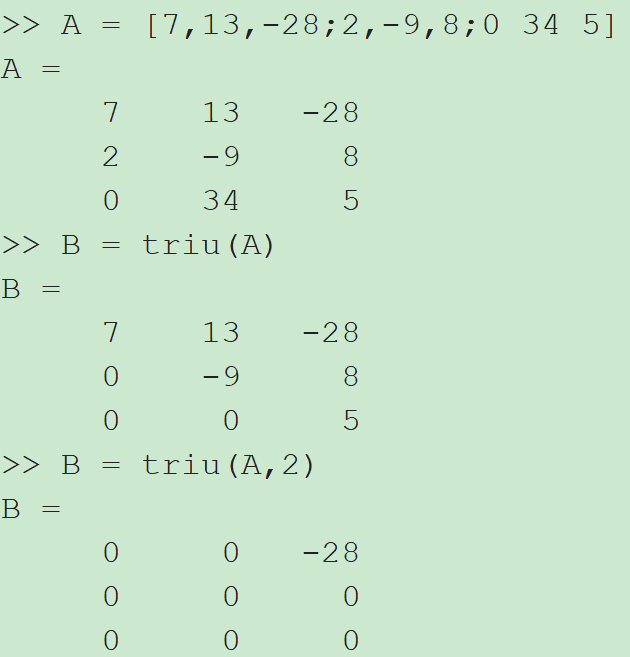 >> A = [7,13,-28;2,-9,8;0 34 5]
A =
7 13 -28
2 -9 8
0 34 5
>> B = triu(A)
B =
7 13 -28
0 -9 8
0 0 5
>> B = triu(A,2)
B =
0 0 -28
0 0 0
0 0 0